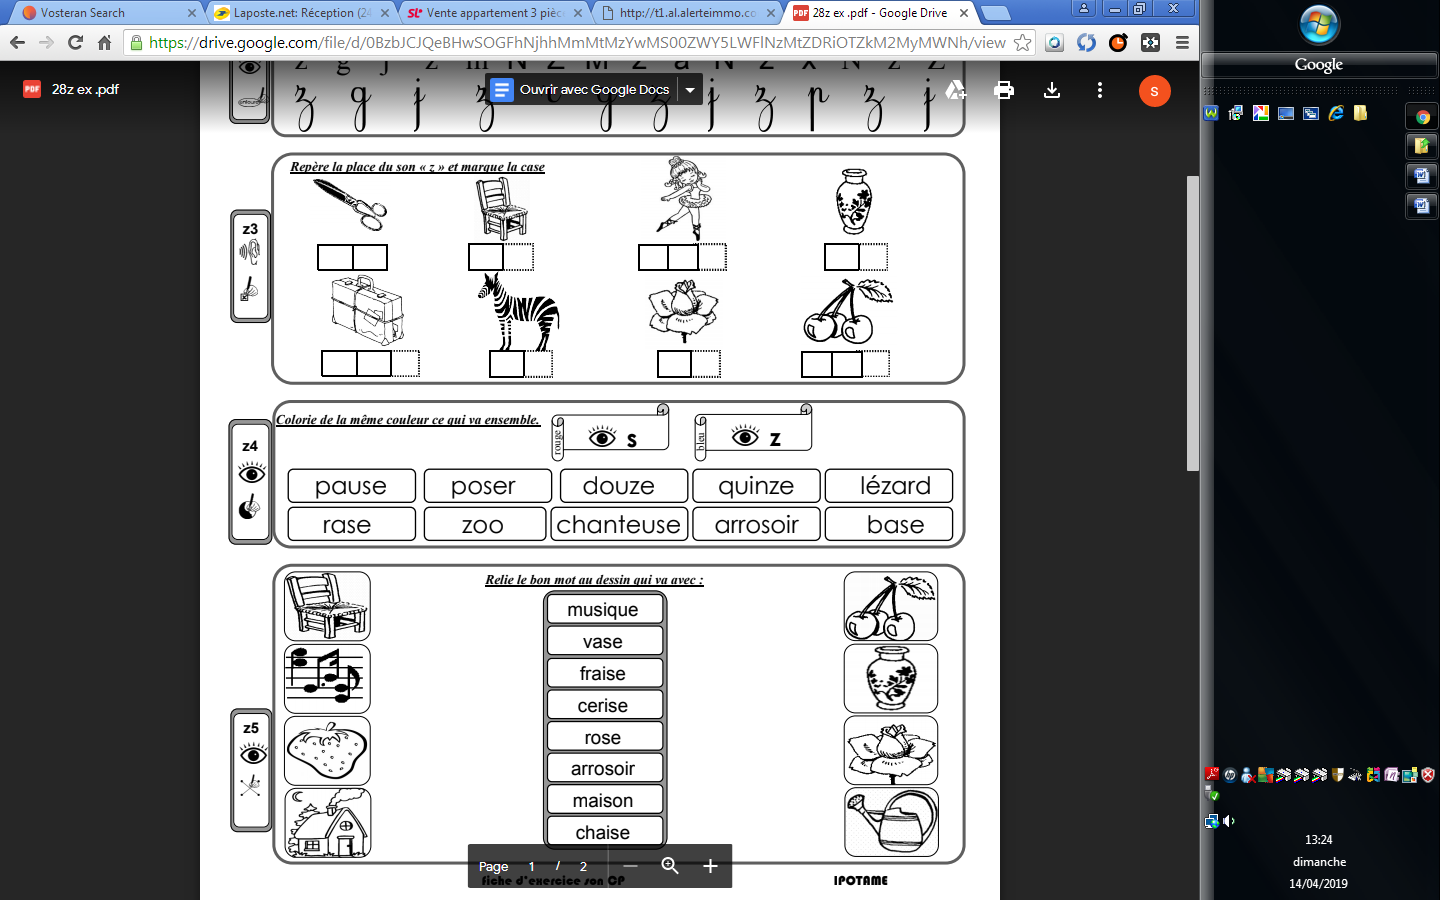 Vosteran Search
Laposte.net: Réception (24
Vente appartement 3 pièc
http://t1.al.alerteimmo.co
28z ex .pdf - Google Drive
https://drive.google.com/file/d/0BzbJCJQeBHwSOGFhNjhhMmMtMzYwMS00ZWY5LWFlNzMtZDRiOTZkM2MyMWNh/view
Google
28z ex .pdf
Ouvrir avec Google Docs
s
z g j z m N Z M z a N Z x N z Z
z g j z g z j z p z j
Repère la place du son « z » et marque la case
z3
Colorie de la même couleur ce qui va ensemble.
rouge
s
bleu
z
z4
pause poser douze quinze lézard
rase zoo chanteuse arrosoir base
Relie le bon mot au dessin qui va avec :
musique
vase
fraise
cerise
rose
z5
arrosoir
maison
chaise
Page 1 / 2
fiche d'exercice son CP
IPOTAME
13:24
dimanche
14/04/2019